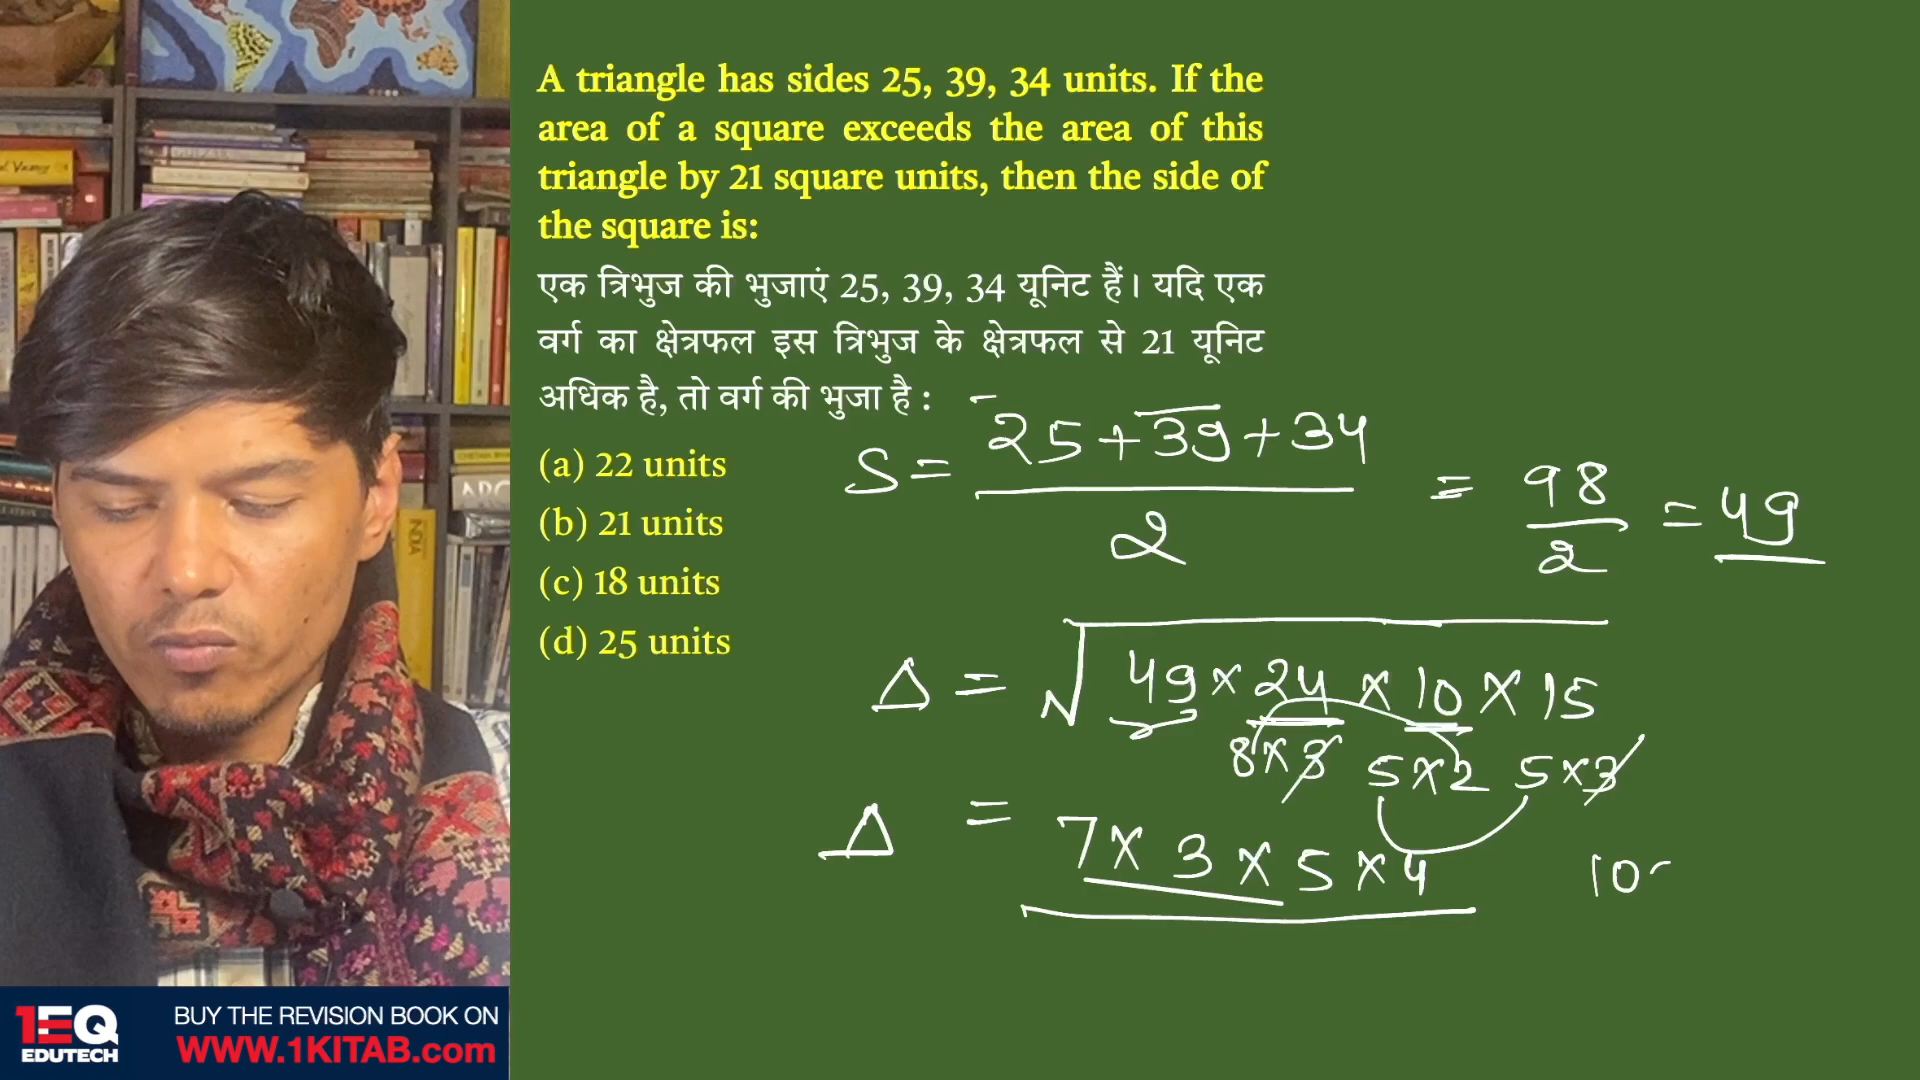 A triangle has sides 25, 39, 34 units. If the
area of a square exceeds the area of this
triangle by 21 square units, then the side of
the square is:
एक त्रिभुज की भुजाएं 25, 39, 34 यूनिट हैं। यदि एक
वर्ग का क्षेत्रफल इस त्रिभुज के क्षेत्रफल से 21 यूनिट
अधिक है, तो वर्ग की भुजा है :
(a) 22 units
(b) 21 units
(c) 18 units
(d) 25 units
S = 25+39+34 / 2 = 98 / 2 = 49
Δ = √ 49 × 24 × 10 × 15
8×3 5×2 5×3
Δ = 7 × 3 × 5 × 4
10
1EQ
EDUTECH
BUY THE REVISION BOOK ON
WWW.1KITAB.com